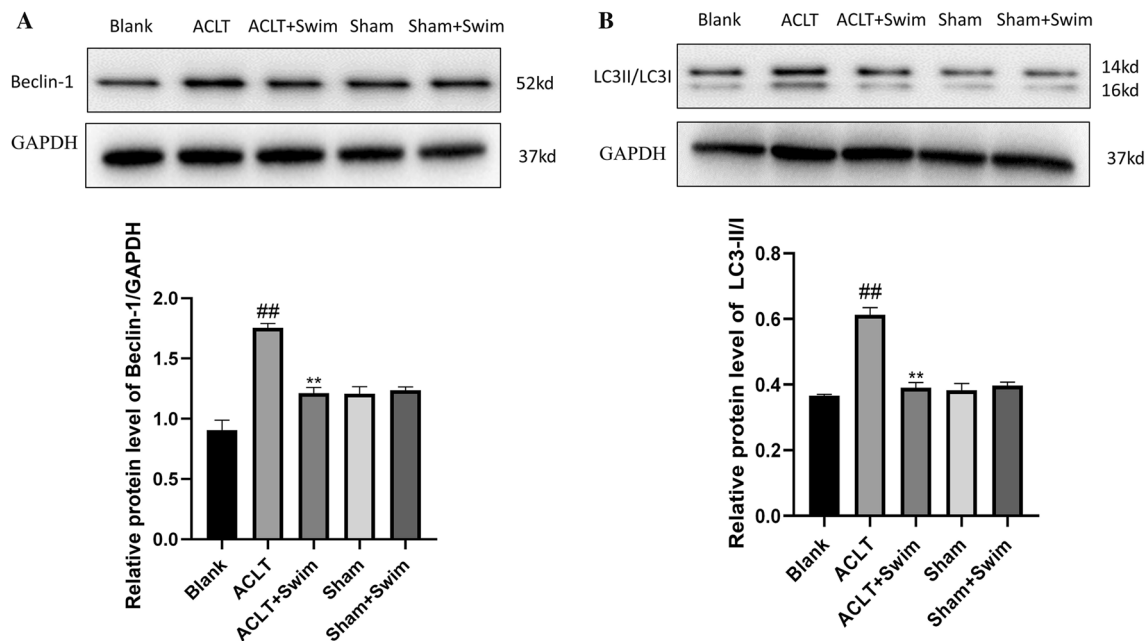 A
Blank ACLT ACLT+Swim Sham Sham+Swim
Beclin-1
52kd
GAPDH
37kd
Relative protein level of Beclin-1/GAPDH
2.0
1.5
1.0
0.5
0.0
##
**
Blank
ACLT
ACLT+Swim
Sham
Sham+Swim
B
Blank ACLT ACLT+Swim Sham Sham+Swim
LC3II/LC3I
14kd
16kd
GAPDH
37kd
Relative protein level of LC3-II/I
0.8
0.6
0.4
0.2
0.0
##
**
Blank
ACLT
ACLT+Swim
Sham
Sham+Swim